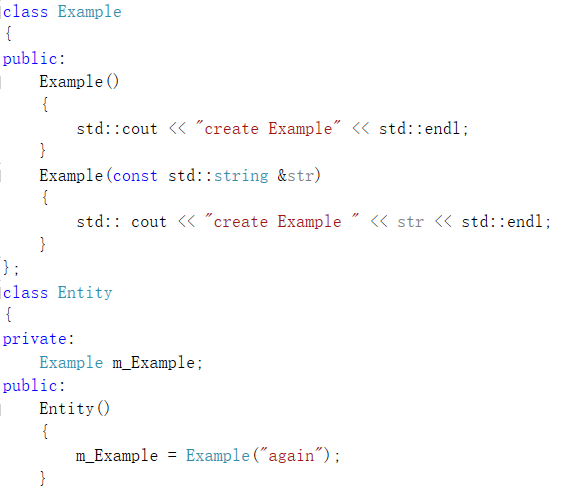 class Example
{
public:
    Example()
    {
        std::cout << "create Example" << std::endl;
    }
    Example(const std::string &str)
    {
        std:: cout << "create Example " << str << std::endl;
    }
};
class Entity
{
private:
    Example m_Example;
public:
    Entity()
    {
        m_Example = Example("again");
    }